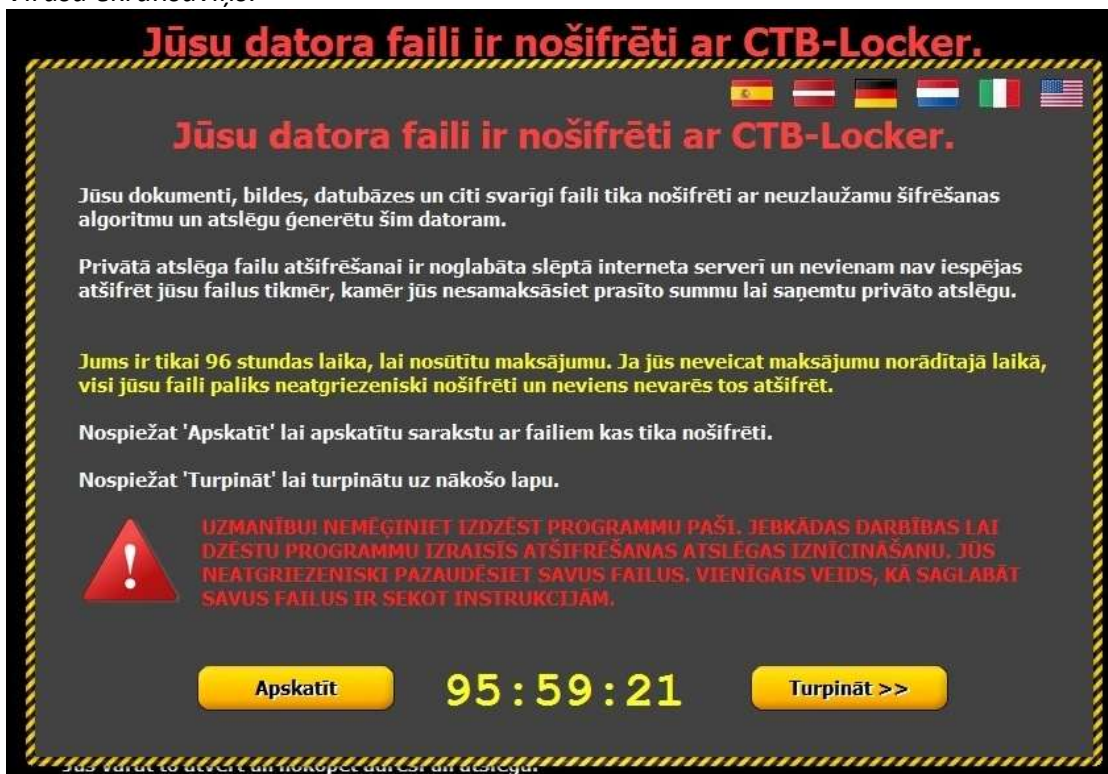 Jūsu datora faili ir nošifrēti ar CTB-Locker.
Jūsu datora faili ir nošifrēti ar CTB-Locker.
Jūsu dokumenti, bildes, datubāzes un citi svarīgi faili tika nošifrēti ar neuzlaužamu šifrēšanas
algoritmu un atslēgu ģenerētu šim datoram.
Privātā atslēga failu atšifrēšanai ir noglabāta slēptā interneta serverī un nevienam nav iespējas
atšifrēt jūsu failus tikmēr, kamēr jūs nesamaksāsiet prasīto summu lai saņemtu privāto atslēgu.
Jums ir tikai 96 stundas laika, lai nosūtītu maksājumu. Ja jūs neveicat maksājumu norādītajā laikā,
visi jūsu faili paliks neatgriezeniski nošifrēti un neviens nevarēs tos atšifrēt.
Nospiežat 'Apskatīt' lai apskatītu sarakstu ar failiem kas tika nošifrēti.
Nospiežat 'Turpināt' lai turpinātu uz nākošo lapu.
UZMANĪBU! NEMĒĢINIET IZDZĒST PROGRAMMU PAŠI. JEBKĀDAS DARBĪBAS LAI
DZĒSTU PROGRAMMU IZRAISĪS ATŠIFRĒŠANAS ATSLĒGAS IZNĪCINĀŠANU. JŪS
NEATGRIEZENISKI PAZAUDĒSIET SAVUS FAILUS. VIENĪGAIS VEIDS, KĀ SAGLABĀT
SAVUS FAILUS IR SEKOT INSTRUKCIJĀM.
Apskatīt
95:59:21
Turpināt >>